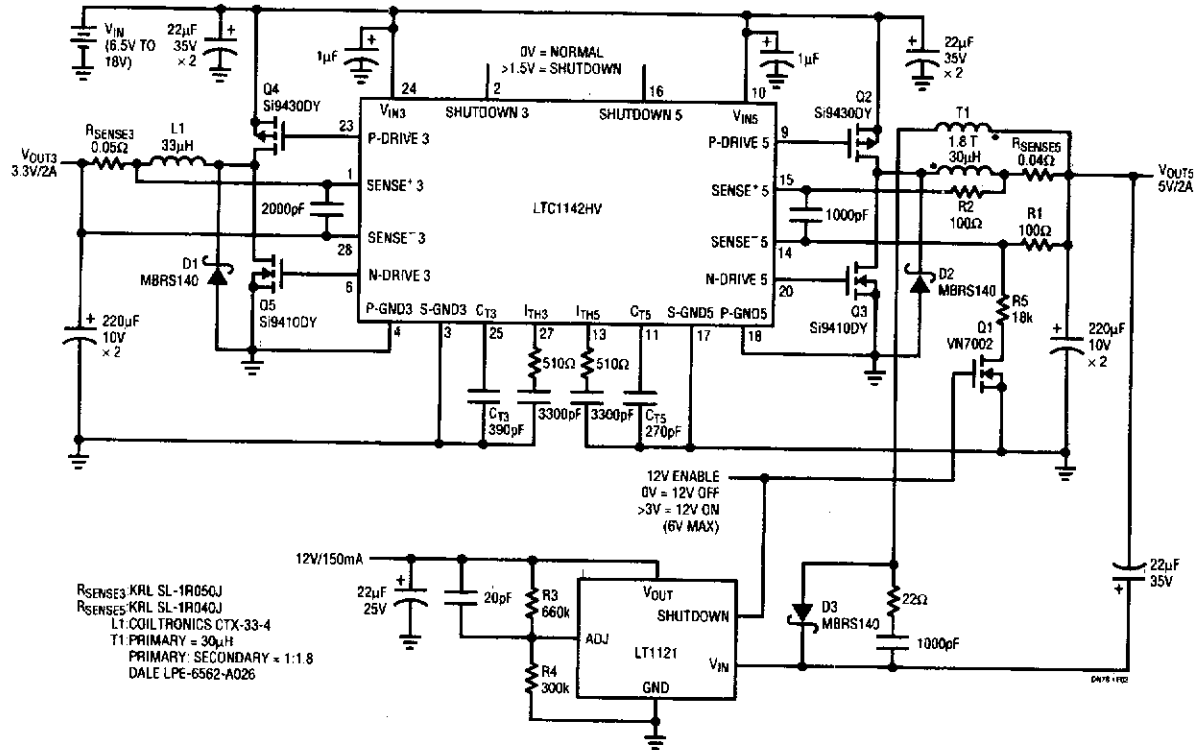 VIN
(6.5V TO
18V)
22µF
35V
× 2
1µF
0V = NORMAL
>1.5V = SHUTDOWN
1µF
22µF
35V
× 2
24
2
16
10
Q4
Si9430DY
VIN3
SHUTDOWN 3
SHUTDOWN 5
VIN5
Q2
Si9430DY
RSENSE3
0.05Ω
L1
33µH
23
P-DRIVE 3
P-DRIVE 5
9
T1
1.8 T
30µH
RSENSE5
0.04Ω
VOUT3
3.3V/2A
VOUT5
5V/2A
1
SENSE+ 3
SENSE+ 5
15
2000pF
LTC1142HV
1000pF
R2
100Ω
R1
100Ω
28
SENSE− 3
SENSE− 5
14
D1
MBRS140
6
N-DRIVE 3
N-DRIVE 5
20
D2
MBRS140
Q5
Si9410DY
Q3
Si9410DY
P-GND3
S-GND3
CT3
ITH3
ITH5
CT5
S-GND5
P-GND5
4
3
25
27
13
11
17
18
R5
18k
Q1
VN7002
220µF
10V
× 2
220µF
10V
× 2
510Ω
510Ω
CT3
390pF
3300pF
3300pF
CT5
270pF
12V ENABLE
0V = 12V OFF
>3V = 12V ON
(6V MAX)
12V/150mA
22µF
25V
20pF
R3
660k
VOUT
SHUTDOWN
ADJ
LT1121
VIN
GND
R4
300k
D3
MBRS140
22Ω
1000pF
22µF
35V
RSENSE3: KRL SL-1R050J
RSENSE5: KRL SL-1R040J
L1: COILTRONICS CTX-33-4
T1: PRIMARY = 30µH
PRIMARY: SECONDARY = 1:1.8
DALE LPE-6562-A026
DN78 • F02